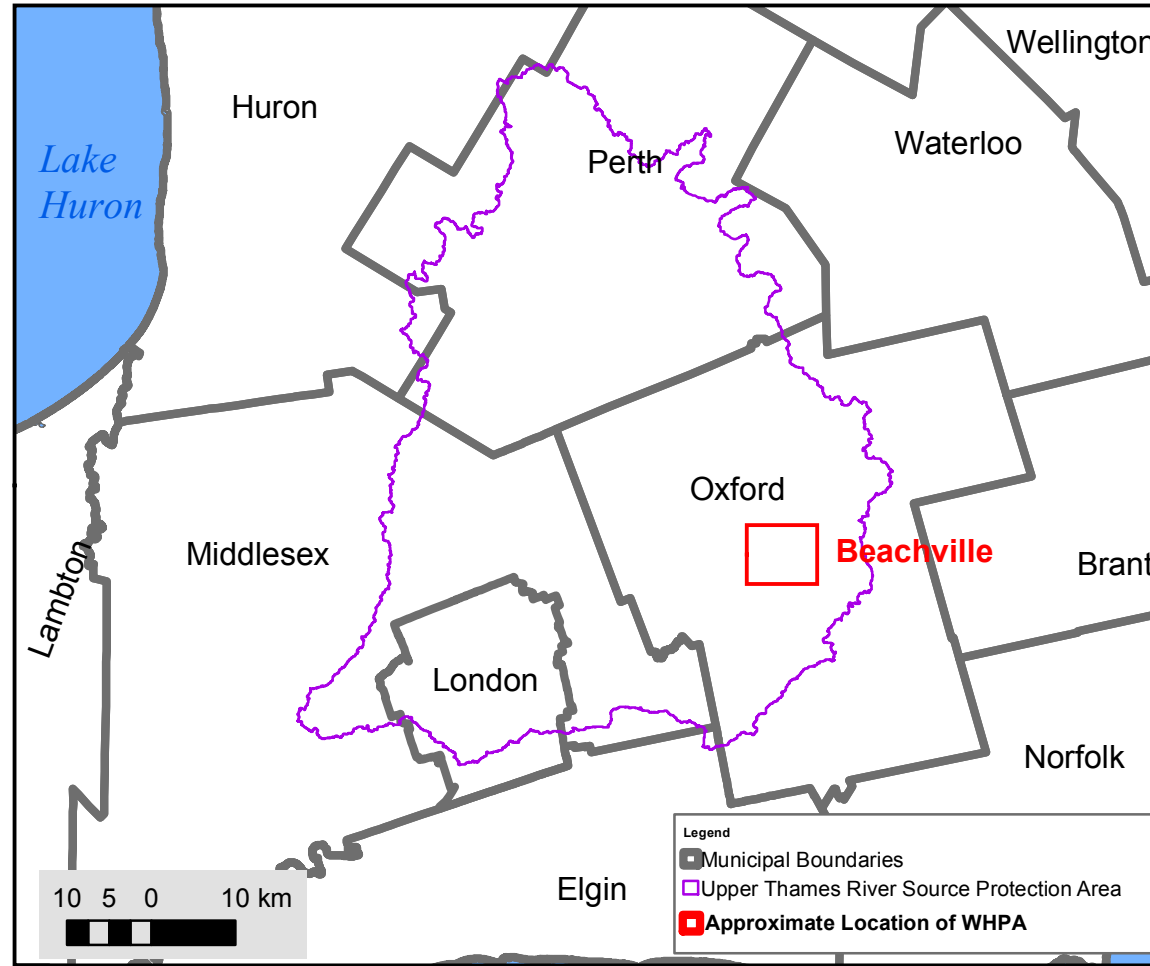 Wellington
Huron
Waterloo
Perth
Lake
Huron
Oxford
Beachville
Middlesex
Brant
Lambton
London
Norfolk
Elgin
Legend
Municipal Boundaries
Upper Thames River Source Protection Area
Approximate Location of WHPA
10 5 0 10 km